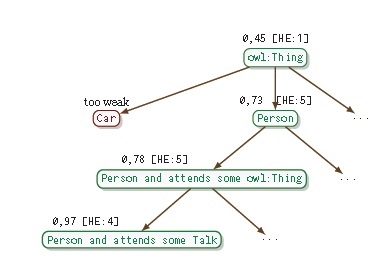 0,45 [HE:1]
owl:Thing
too weak
0,73 [HE:5]
Car
Person
...
0,78 [HE:5]
Person and attends some owl:Thing
...
0,97 [HE:4]
Person and attends some Talk
...